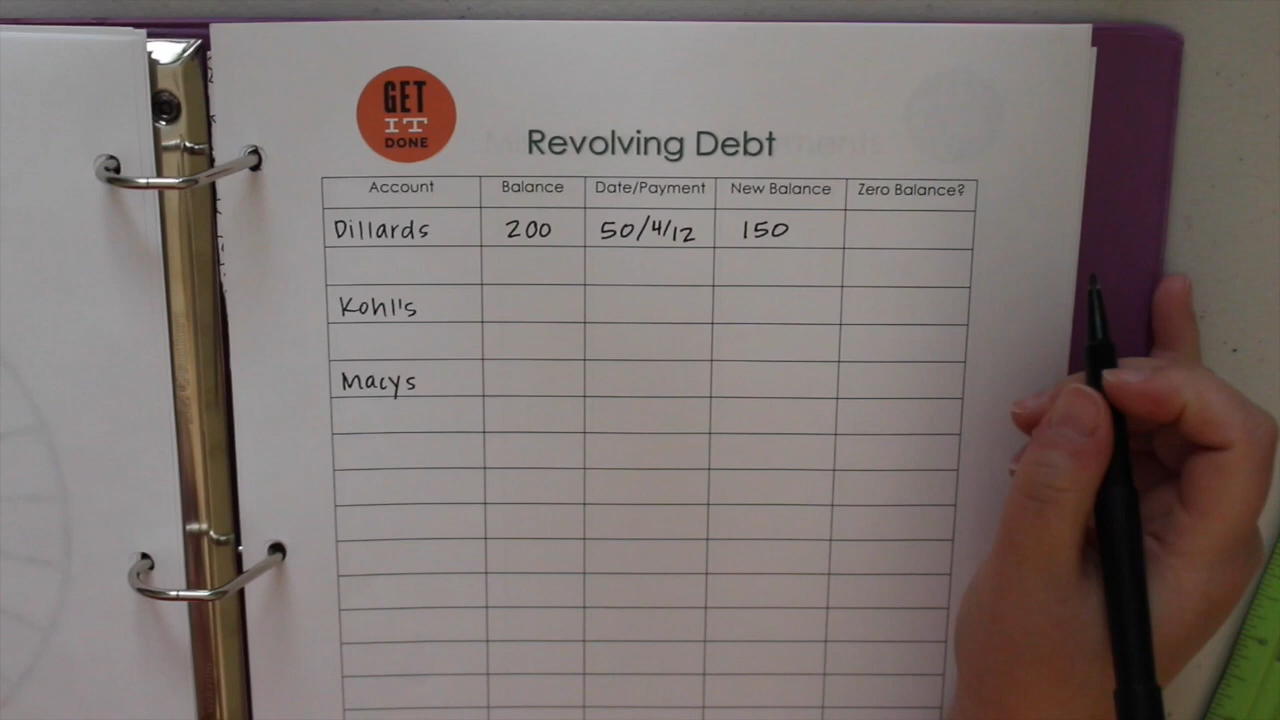 GET
IT
DONE
Revolving Debt
Account Balance Date/Payment New Balance Zero Balance?
Dillards 200 50/4/12 150
Kohl's
Macys